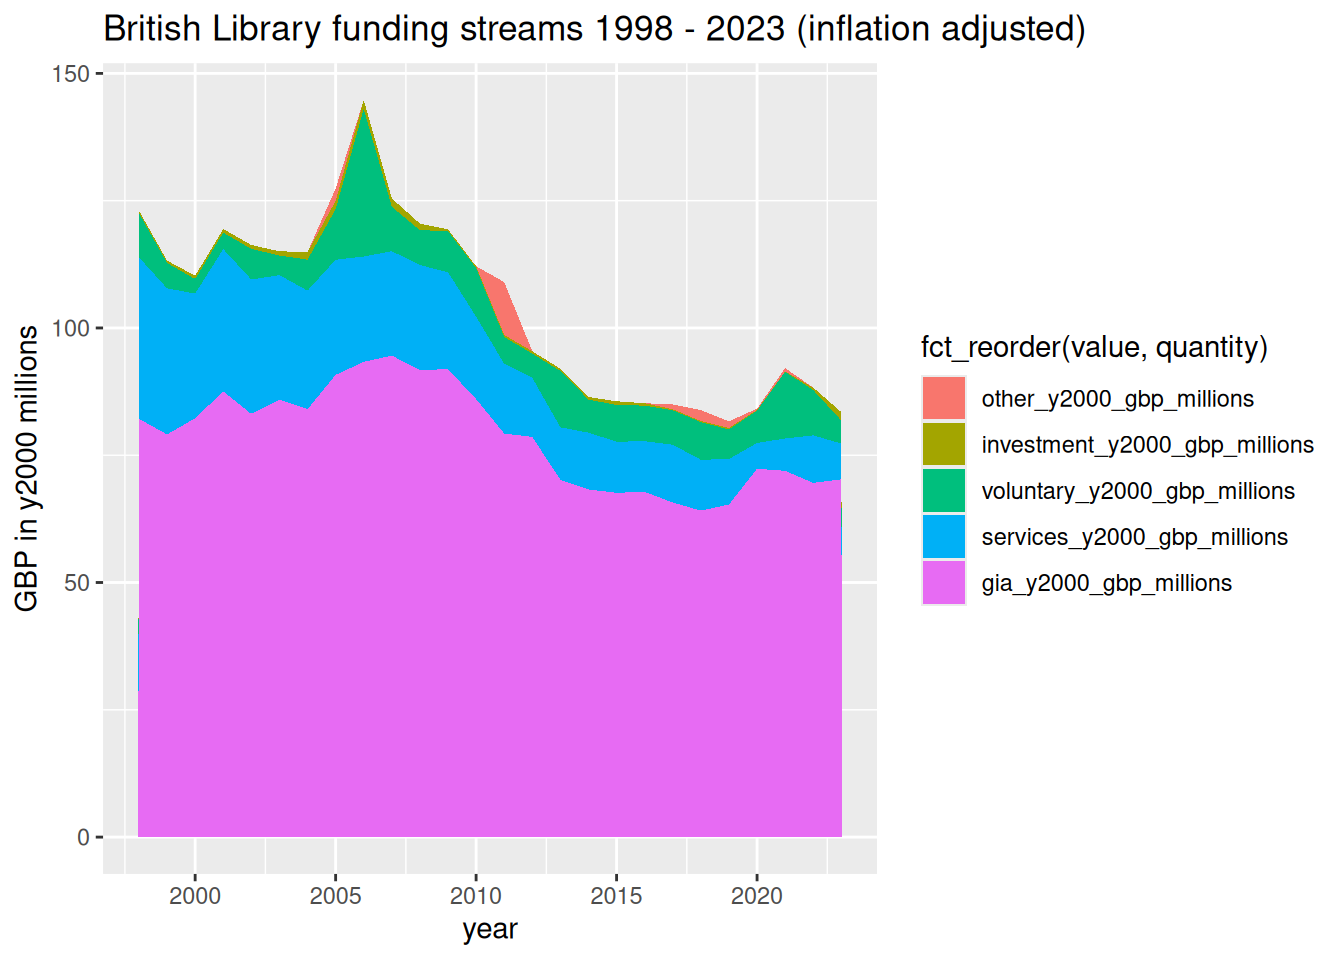 British Library funding streams 1998 - 2023 (inflation adjusted)
150
100
50
0
GBP in y2000 millions
2000
2005
2010
2015
2020
year
fct_reorder(value, quantity)
other_y2000_gbp_millions
investment_y2000_gbp_millions
voluntary_y2000_gbp_millions
services_y2000_gbp_millions
gia_y2000_gbp_millions